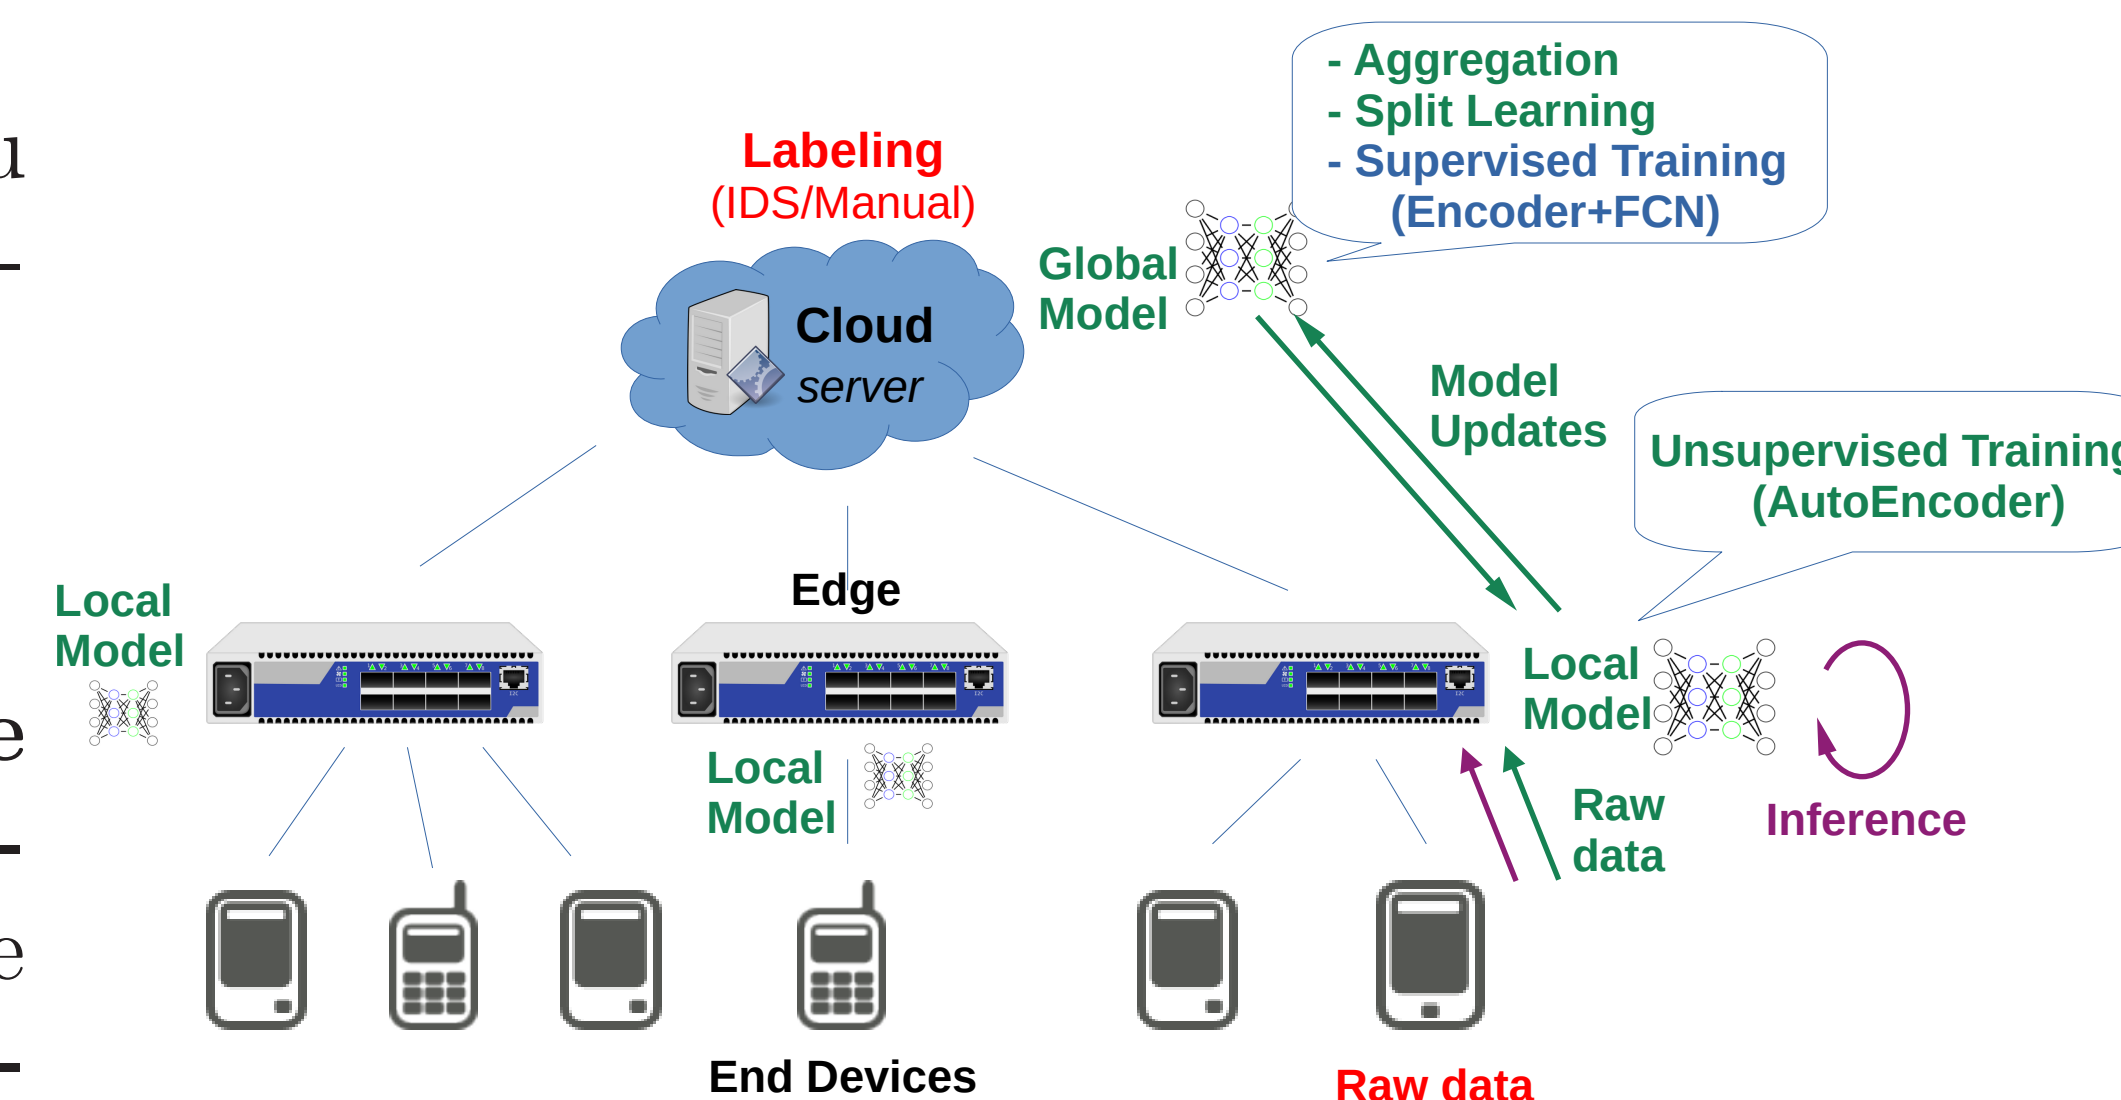 - Aggregation
- Split Learning
- Supervised Training
(Encoder+FCN)
Labeling
(IDS/Manual)
Global
Model
Cloud
server
Model
Updates
Unsupervised Training
(AutoEncoder)
Edge
Local
Model
Local
Model
Local
Model
Raw
data
Inference
End Devices
Raw data
u
e
e